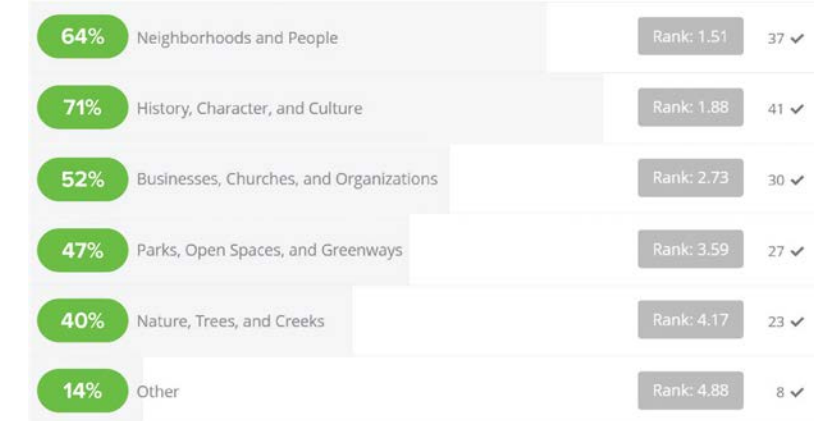 64% Neighborhoods and People Rank: 1.51 37 ✓
71% History, Character, and Culture Rank: 1.88 41 ✓
52% Businesses, Churches, and Organizations Rank: 2.73 30 ✓
47% Parks, Open Spaces, and Greenways Rank: 3.59 27 ✓
40% Nature, Trees, and Creeks Rank: 4.17 23 ✓
14% Other Rank: 4.88 8 ✓